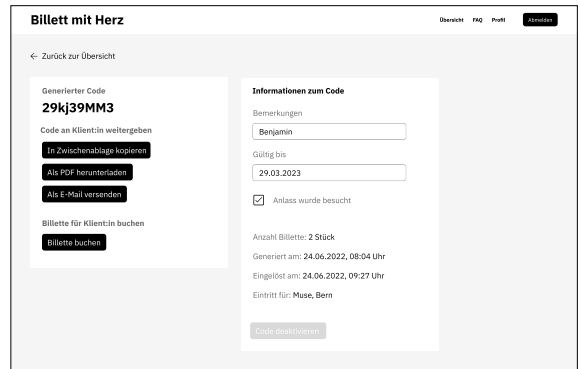 Billett mit Herz
Übersicht FAQ Profil Abmelden
← Zurück zur Übersicht
Generierter Code
29kj39MM3
Code an Klient:in weitergeben
In Zwischenablage kopieren
Als PDF herunterladen
Als E-Mail versenden
Billette für Klient:in buchen
Billette buchen
Informationen zum Code
Bemerkungen
Benjamin
Gültig bis
29.03.2023
Anlass wurde besucht
Anzahl Billette: 2 Stück
Generiert am: 24.06.2022, 08:04 Uhr
Eingelöst am: 24.06.2022, 09:27 Uhr
Eintritt für: Muse, Bern
Code deaktivieren